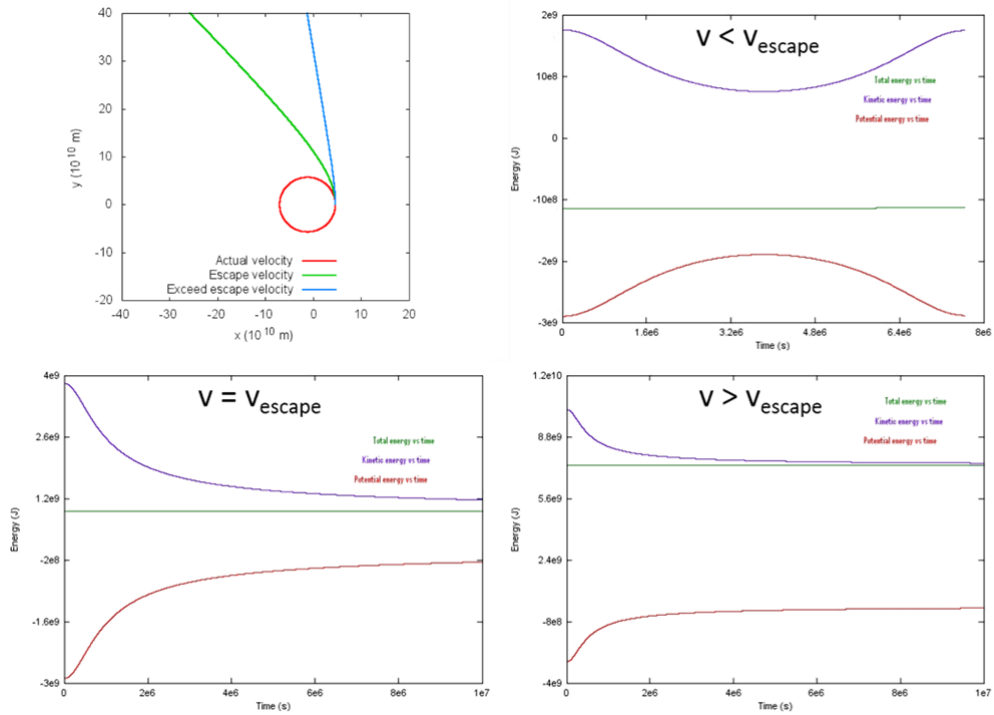 40
30
20
10
0
-10
-20
y (10^10 m)
Actual velocity
Escape velocity
Exceed escape velocity
-40 -30 -20 -10 0 10 20
x (10^10 m)
v < v_escape
2e9
10e8
0
-10e8
-2e9
-3e9
Energy (J)
Total energy vs time
Kinetic energy vs time
Potential energy vs time
0 1.6e6 3.2e6 4.8e6 6.4e6 8e6
Time (s)
v = v_escape
4e9
2.6e9
1.2e9
-2e8
-1.6e9
-3e9
Energy (J)
Total energy vs time
Kinetic energy vs time
Potential energy vs time
0 2e6 4e6 6e6 8e6 1e7
Time (s)
v > v_escape
1.2e10
8.8e9
5.6e9
2.4e9
-8e8
-4e9
Energy (J)
Total energy vs time
Kinetic energy vs time
Potential energy vs time
0 2e6 4e6 6e6 8e6 1e7
Time (s)